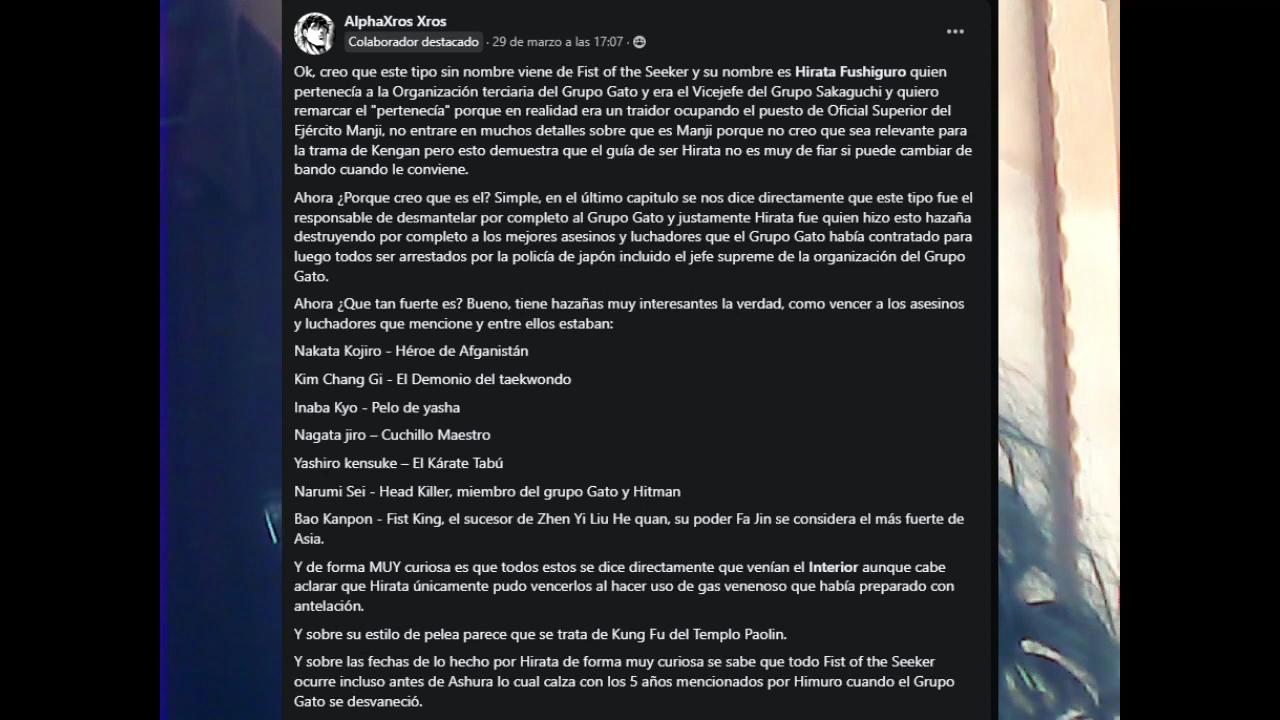 AlphaXros Xros
Colaborador destacado · 29 de marzo a las 17:07 ·
Ok, creo que este tipo sin nombre viene de Fist of the Seeker y su nombre es Hirata Fushiguro quien
pertenecía a la Organización terciaria del Grupo Gato y era el Vicejefe del Grupo Sakaguchi y quiero
remarcar el "pertenecía" porque en realidad era un traidor ocupando el puesto de Oficial Superior del
Ejército Manji, no entrare en muchos detalles sobre que es Manji porque no creo que sea relevante para
la trama de Kengan pero esto demuestra que el guía de ser Hirata no es muy de fiar si puede cambiar de
bando cuando le conviene.
Ahora ¿Porque creo que es el? Simple, en el último capitulo se nos dice directamente que este tipo fue el
responsable de desmantelar por completo al Grupo Gato y justamente Hirata fue quien hizo esto hazaña
destruyendo por completo a los mejores asesinos y luchadores que el Grupo Gato había contratado para
luego todos ser arrestados por la policía de japón incluido el jefe supreme de la organización del Grupo
Gato.
Ahora ¿Que tan fuerte es? Bueno, tiene hazañas muy interesantes la verdad, como vencer a los asesinos
y luchadores que mencione y entre ellos estaban:
Nakata Kojiro - Héroe de Afganistán
Kim Chang Gi - El Demonio del taekwondo
Inaba Kyo - Pelo de yasha
Nagata jiro – Cuchillo Maestro
Yashiro kensuke – El Kárate Tabú
Narumi Sei - Head Killer, miembro del grupo Gato y Hitman
Bao Kanpon - Fist King, el sucesor de Zhen Yi Liu He quan, su poder Fa Jin se considera el más fuerte de
Asia.
Y de forma MUY curiosa es que todos estos se dice directamente que venían el Interior aunque cabe
aclarar que Hirata únicamente pudo vencerlos al hacer uso de gas venenoso que había preparado con
antelación.
Y sobre su estilo de pelea parece que se trata de Kung Fu del Templo Paolin.
Y sobre las fechas de lo hecho por Hirata de forma muy curiosa se sabe que todo Fist of the Seeker
ocurre incluso antes de Ashura lo cual calza con los 5 años mencionados por Himuro cuando el Grupo
Gato se desvaneció.